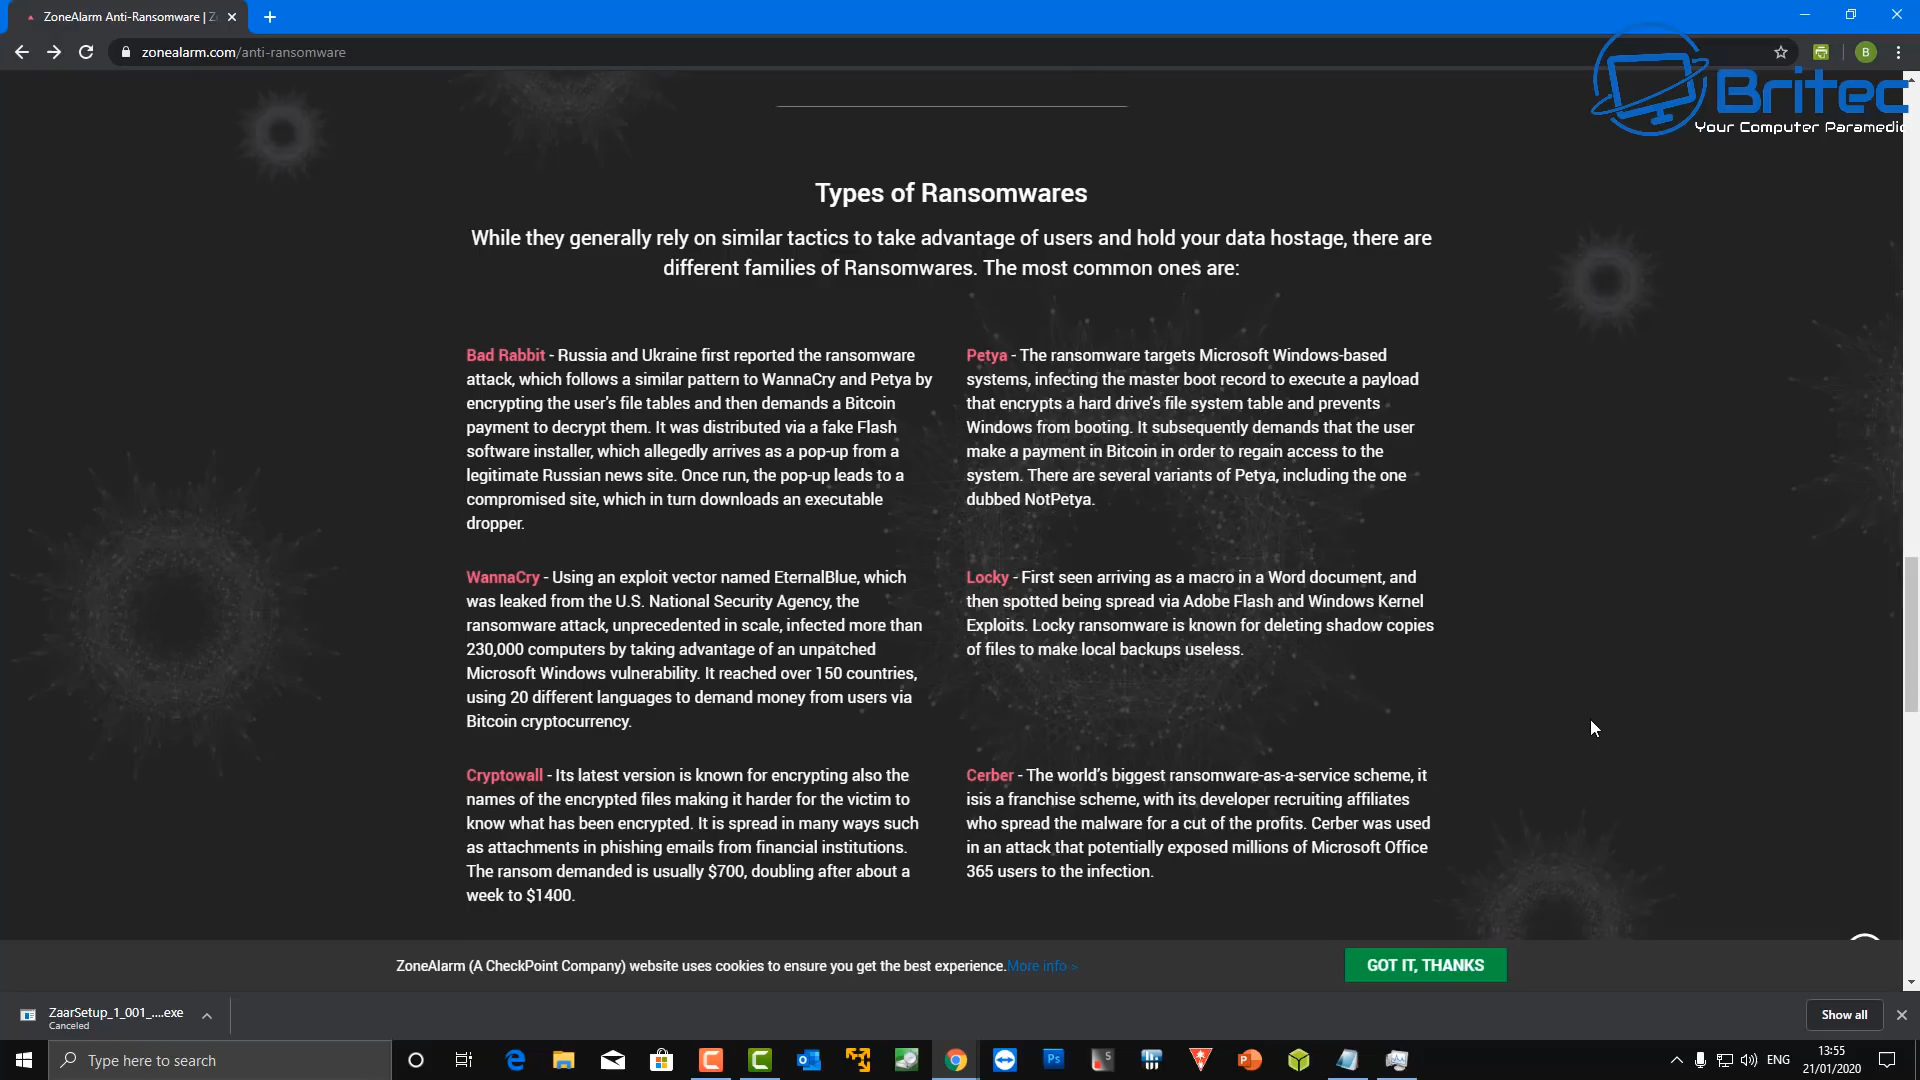 ZoneAlarm Anti-Ransomware | Z
zonealarm.com/anti-ransomware
B
Britec
Your Computer Paramedic
Types of Ransomwares
While they generally rely on similar tactics to take advantage of users and hold your data hostage, there are
different families of Ransomwares. The most common ones are:
Bad Rabbit - Russia and Ukraine first reported the ransomware
attack, which follows a similar pattern to WannaCry and Petya by
encrypting the user's file tables and then demands a Bitcoin
payment to decrypt them. It was distributed via a fake Flash
software installer, which allegedly arrives as a pop-up from a
legitimate Russian news site. Once run, the pop-up leads to a
compromised site, which in turn downloads an executable
dropper.
Petya - The ransomware targets Microsoft Windows-based
systems, infecting the master boot record to execute a payload
that encrypts a hard drive's file system table and prevents
Windows from booting. It subsequently demands that the user
make a payment in Bitcoin in order to regain access to the
system. There are several variants of Petya, including the one
dubbed NotPetya.
WannaCry - Using an exploit vector named EternalBlue, which
was leaked from the U.S. National Security Agency, the
ransomware attack, unprecedented in scale, infected more than
230,000 computers by taking advantage of an unpatched
Microsoft Windows vulnerability. It reached over 150 countries,
using 20 different languages to demand money from users via
Bitcoin cryptocurrency.
Locky - First seen arriving as a macro in a Word document, and
then spotted being spread via Adobe Flash and Windows Kernel
Exploits. Locky ransomware is known for deleting shadow copies
of files to make local backups useless.
Cryptowall - Its latest version is known for encrypting also the
names of the encrypted files making it harder for the victim to
know what has been encrypted. It is spread in many ways such
as attachments in phishing emails from financial institutions.
The ransom demanded is usually $700, doubling after about a
week to $1400.
Cerber - The world's biggest ransomware-as-a-service scheme, it
isis a franchise scheme, with its developer recruiting affiliates
who spread the malware for a cut of the profits. Cerber was used
in an attack that potentially exposed millions of Microsoft Office
365 users to the infection.
ZoneAlarm (A CheckPoint Company) website uses cookies to ensure you get the best experience.More info >
GOT IT, THANKS
ZaarSetup_1_001_....exe
Canceled
Show all
Type here to search
Ps
ENG
13:55
21/01/2020